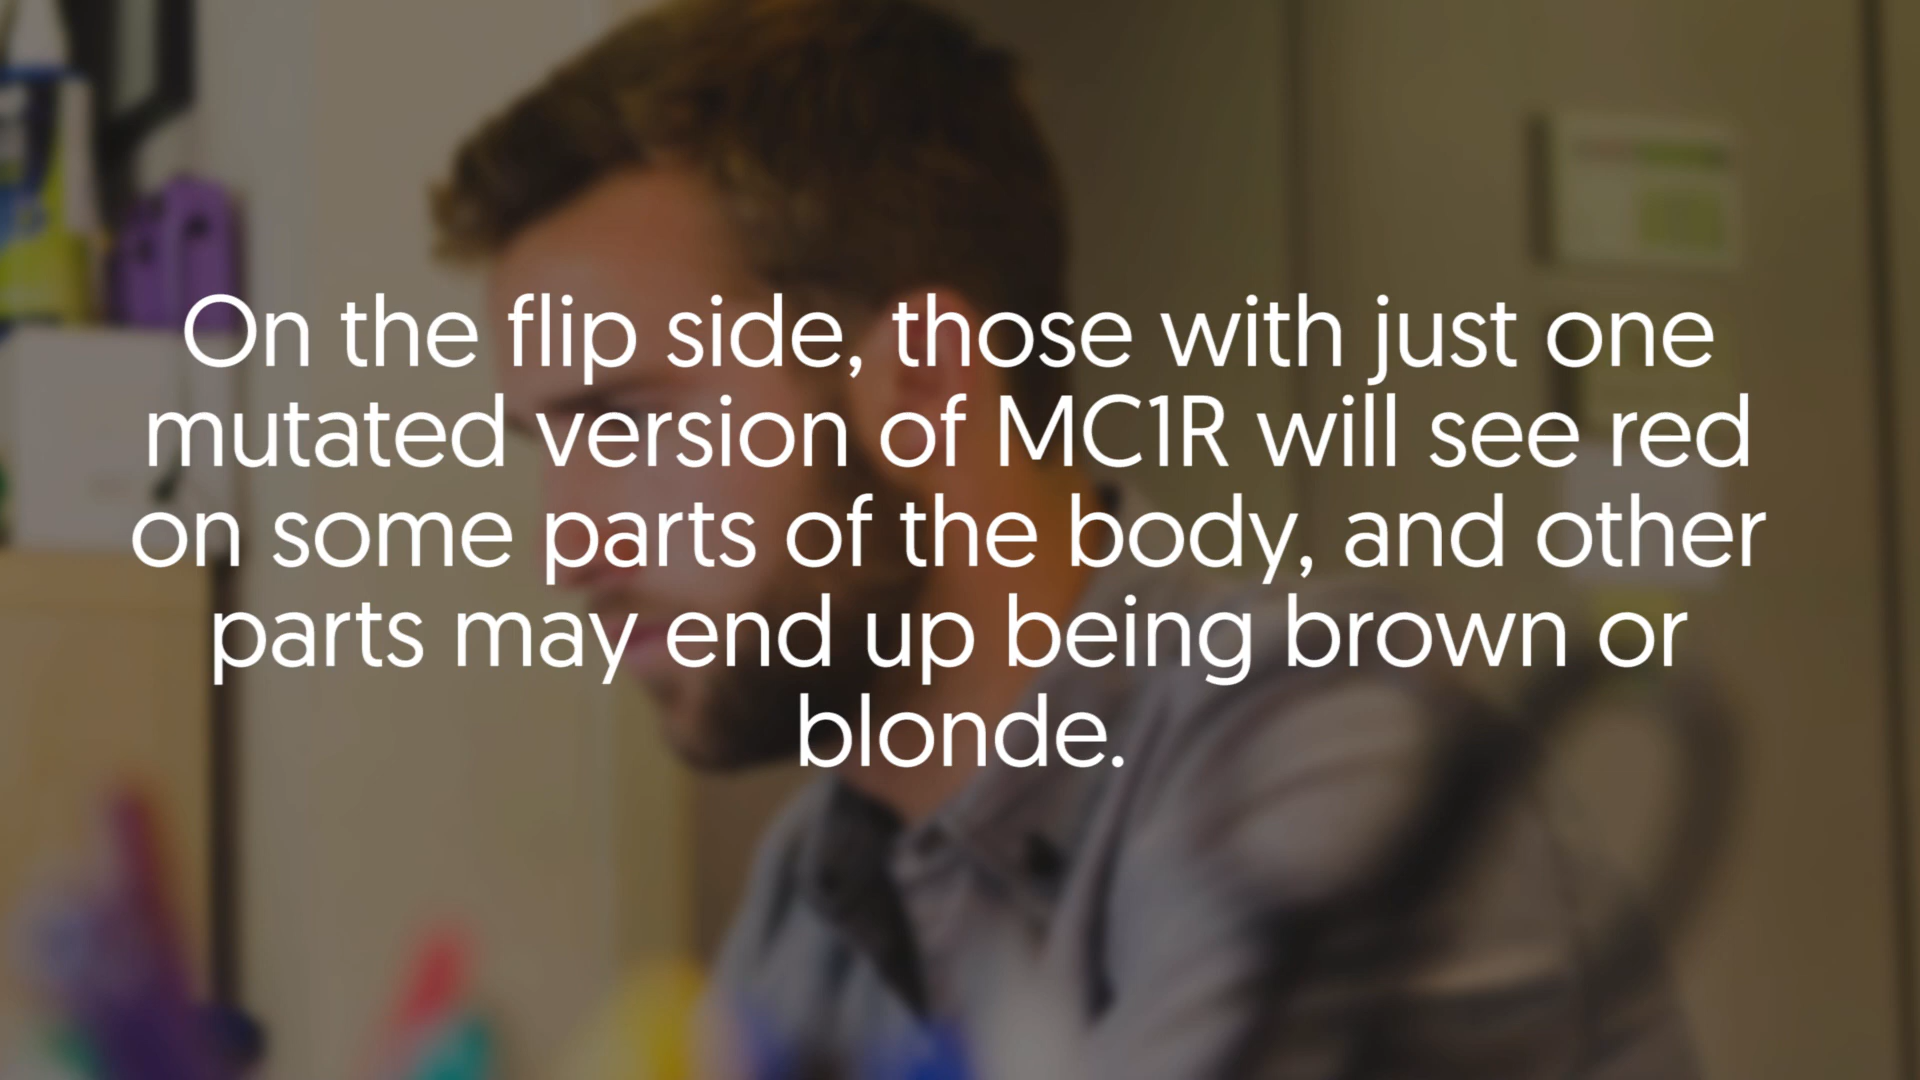 On the flip side, those with just one
mutated version of MC1R will see red
on some parts of the body, and other
parts may end up being brown or
blonde.